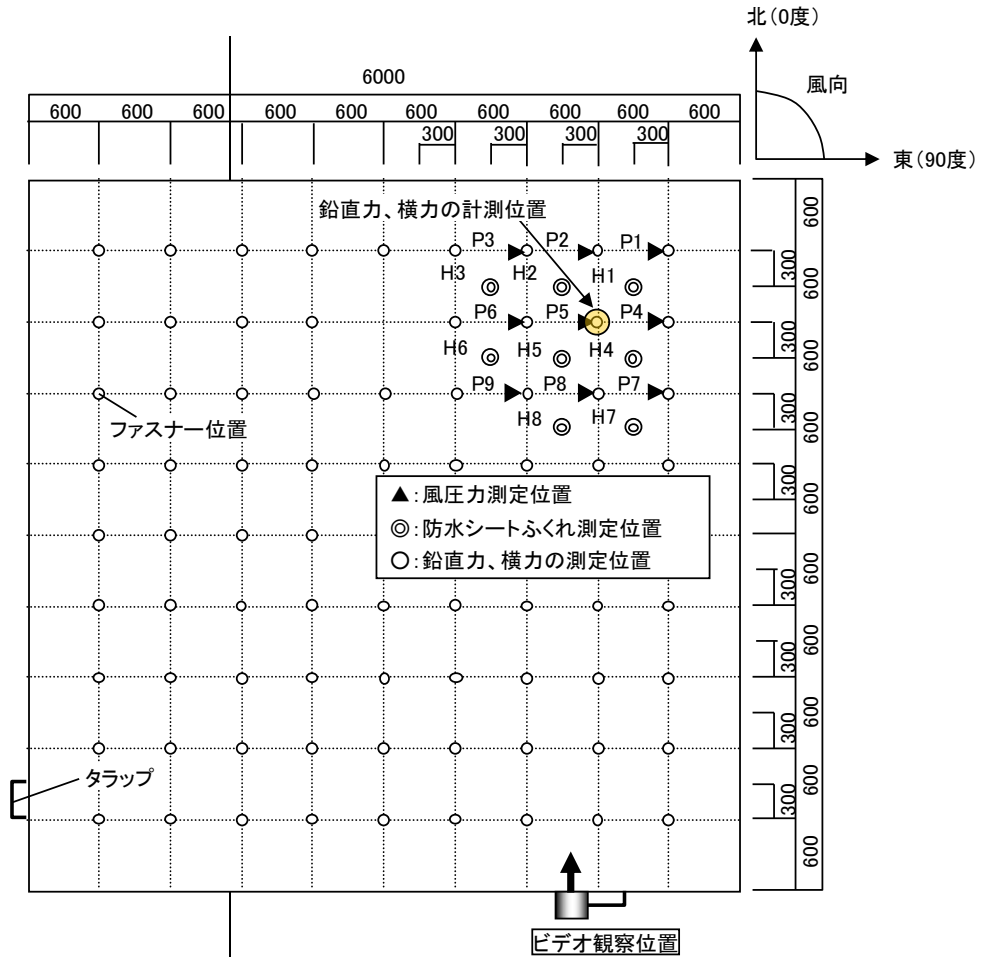 北(0度)
風向
東(90度)
6000
600 600 600 600 600 600 600 600 600 600
300 300 300 300
鉛直力、横力の計測位置
P3 P2 P1
H3 H2 H1
P6 P5 P4
H6 H5 H4
P9 P8 P7
H8 H7
ファスナー位置
▲:風圧力測定位置
◎:防水シートふくれ測定位置
○:鉛直力、横力の測定位置
タラップ
ビデオ観察位置
600 600 600 600 600 600 600 600 600 600
300 300 300 300 300 300 300 300